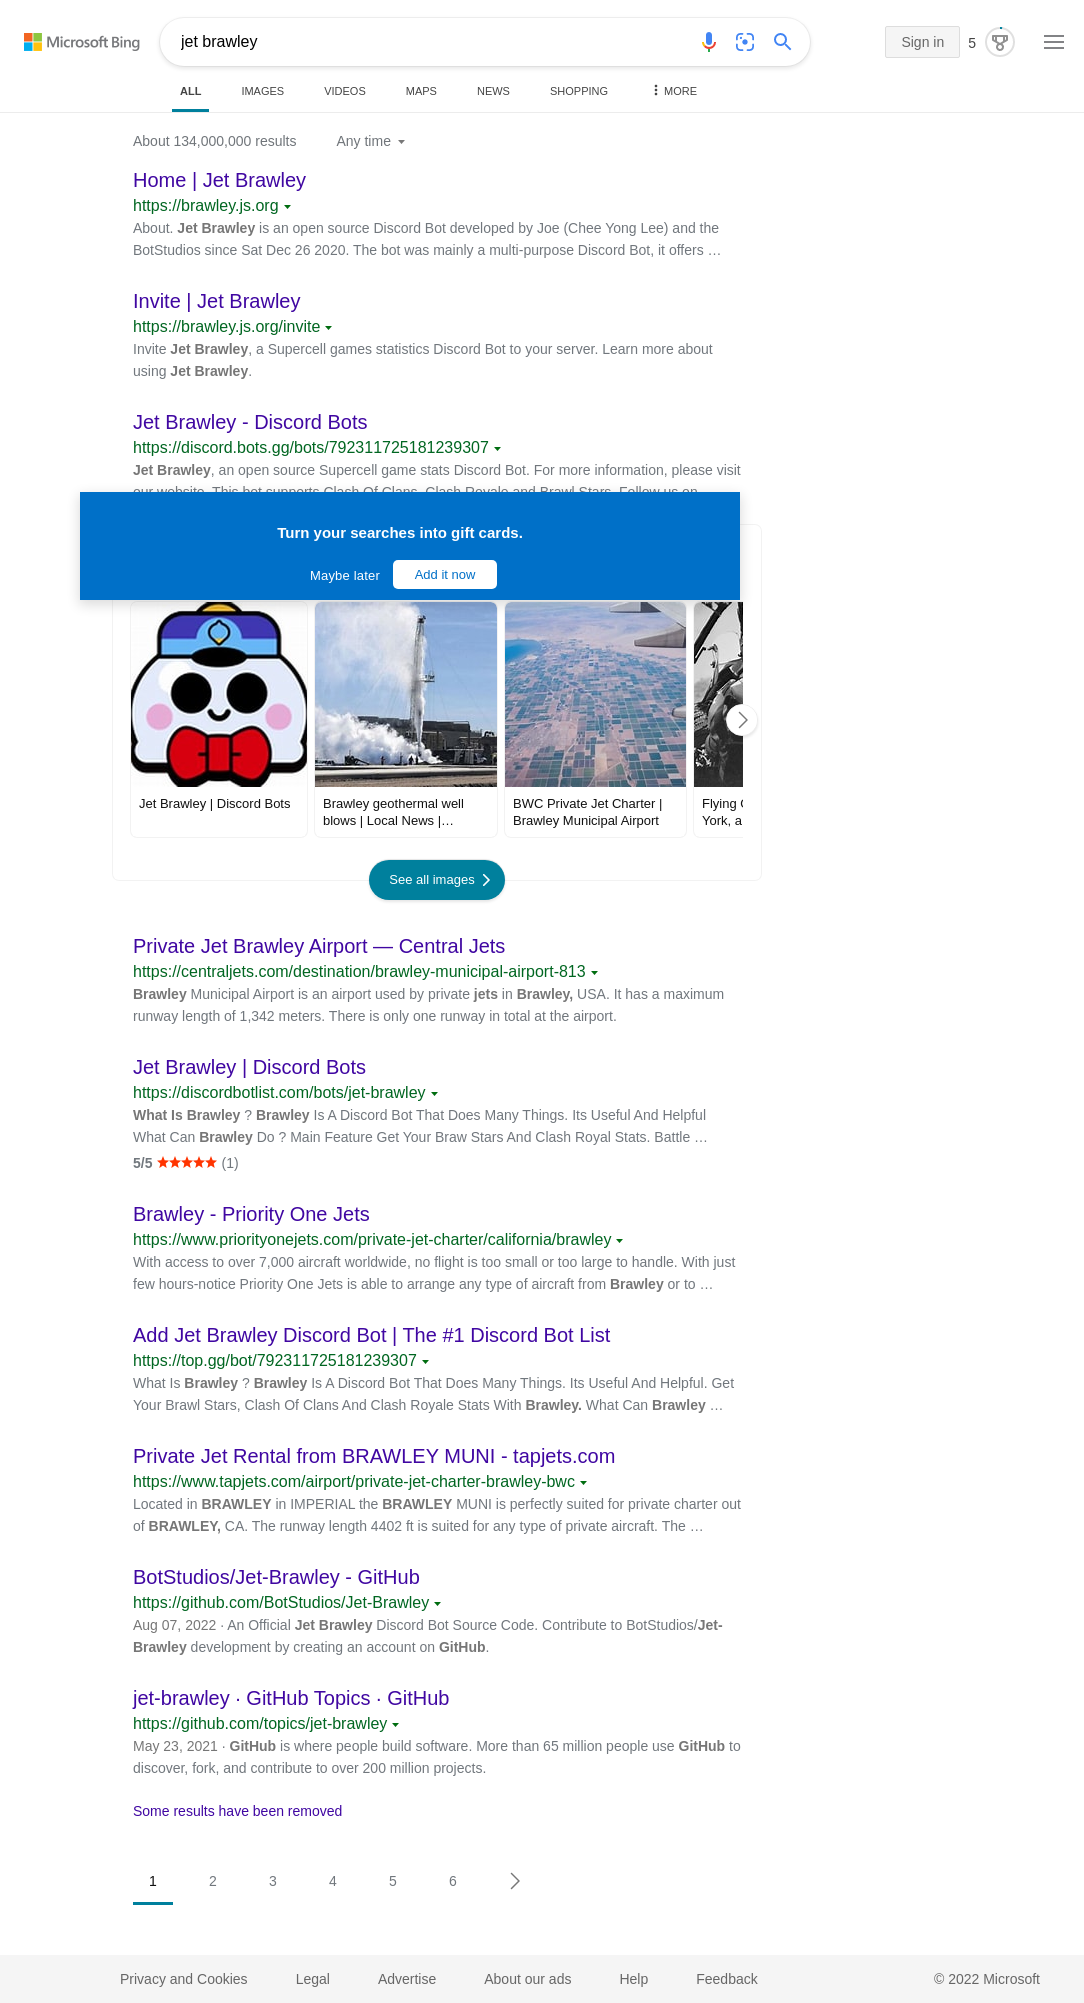 Microsoft Bing
jet brawley
Sign in
5
ALL
IMAGES
VIDEOS
MAPS
NEWS
SHOPPING
MORE
About 134,000,000 results
Any time
Home | Jet Brawley
https://brawley.js.org
About. Jet Brawley is an open source Discord Bot developed by Joe (Chee Yong Lee) and the
BotStudios since Sat Dec 26 2020. The bot was mainly a multi-purpose Discord Bot, it offers …
Invite | Jet Brawley
https://brawley.js.org/invite
Invite Jet Brawley, a Supercell games statistics Discord Bot to your server. Learn more about
using Jet Brawley.
Jet Brawley - Discord Bots
https://discord.bots.gg/bots/792311725181239307
Jet Brawley, an open source Supercell game stats Discord Bot. For more information, please visit
our website. This bot supports Clash Of Clans, Clash Royale and Brawl Stars. Follow us on
Turn your searches into gift cards.
Maybe later
Add it now
Jet Brawley | Discord Bots
Brawley geothermal well
blows | Local News |…
BWC Private Jet Charter |
Brawley Municipal Airport
Flying
York, a
See all images
Private Jet Brawley Airport — Central Jets
https://centraljets.com/destination/brawley-municipal-airport-813
Brawley Municipal Airport is an airport used by private jets in Brawley, USA. It has a maximum
runway length of 1,342 meters. There is only one runway in total at the airport.
Jet Brawley | Discord Bots
https://discordbotlist.com/bots/jet-brawley
What Is Brawley ? Brawley Is A Discord Bot That Does Many Things. Its Useful And Helpful
What Can Brawley Do ? Main Feature Get Your Braw Stars And Clash Royal Stats. Battle …
5/5 ★★★★★ (1)
Brawley - Priority One Jets
https://www.priorityonejets.com/private-jet-charter/california/brawley
With access to over 7,000 aircraft worldwide, no flight is too small or too large to handle. With just
few hours-notice Priority One Jets is able to arrange any type of aircraft from Brawley or to …
Add Jet Brawley Discord Bot | The #1 Discord Bot List
https://top.gg/bot/792311725181239307
What Is Brawley ? Brawley Is A Discord Bot That Does Many Things. Its Useful And Helpful. Get
Your Brawl Stars, Clash Of Clans And Clash Royale Stats With Brawley. What Can Brawley …
Private Jet Rental from BRAWLEY MUNI - tapjets.com
https://www.tapjets.com/airport/private-jet-charter-brawley-bwc
Located in BRAWLEY in IMPERIAL the BRAWLEY MUNI is perfectly suited for private charter out
of BRAWLEY, CA. The runway length 4402 ft is suited for any type of private aircraft. The …
BotStudios/Jet-Brawley - GitHub
https://github.com/BotStudios/Jet-Brawley
Aug 07, 2022 · An Official Jet Brawley Discord Bot Source Code. Contribute to BotStudios/Jet-
Brawley development by creating an account on GitHub.
jet-brawley · GitHub Topics · GitHub
https://github.com/topics/jet-brawley
May 23, 2021 · GitHub is where people build software. More than 65 million people use GitHub to
discover, fork, and contribute to over 200 million projects.
Some results have been removed
1
2
3
4
5
6
Privacy and Cookies
Legal
Advertise
About our ads
Help
Feedback
© 2022 Microsoft